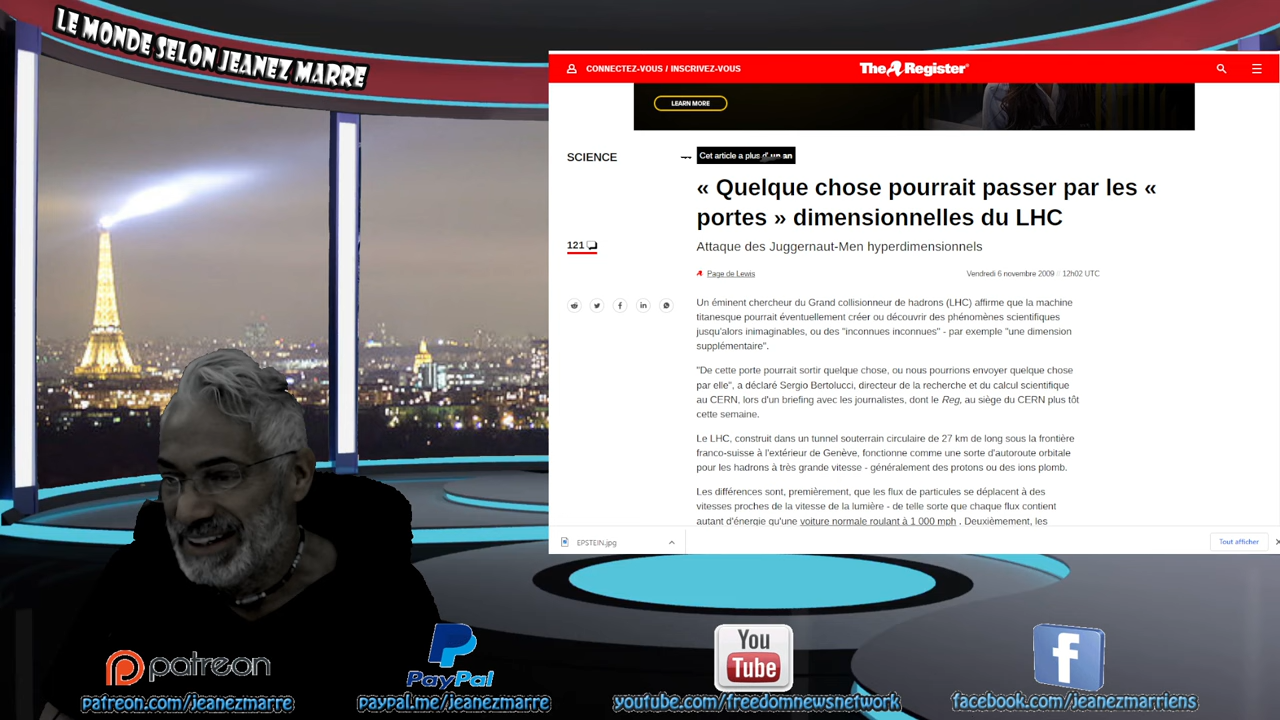 LE MONDE SELON JEANEZ MARRE
CONNECTEZ-VOUS / INSCRIVEZ-VOUS
The Register®
LEARN MORE
SCIENCE
Cet article a plus d'un an
« Quelque chose pourrait passer par les «
portes » dimensionnelles du LHC
121
Attaque des Juggernaut-Men hyperdimensionnels
Page de Lewis
Vendredi 6 novembre 2009 // 12h02 UTC
Un éminent chercheur du Grand collisionneur de hadrons (LHC) affirme que la machine
titanesque pourrait éventuellement créer ou découvrir des phénomènes scientifiques
jusqu'alors inimaginables, ou des "inconnues inconnues" - par exemple "une dimension
supplémentaire".
"De cette porte pourrait sortir quelque chose, ou nous pourrions envoyer quelque chose
par elle", a déclaré Sergio Bertolucci, directeur de la recherche et du calcul scientifique
au CERN, lors d'un briefing avec les journalistes, dont le Reg, au siège du CERN plus tôt
cette semaine.
Le LHC, construit dans un tunnel souterrain circulaire de 27 km de long sous la frontière
franco-suisse à l'extérieur de Genève, fonctionne comme une sorte d'autoroute orbitale
pour les hadrons à très grande vitesse - généralement des protons ou des ions plomb.
Les différences sont, premièrement, que les flux de particules se déplacent à des
vitesses proches de la vitesse de la lumière - de telle sorte que chaque flux contient
autant d'énergie qu'une voiture normale roulant à 1 000 mph . Deuxièmement, les
EPSTEIN.jpg
Tout afficher
patreon
PayPal
You
Tube
patreon.com/jeanezmarre
paypal.me/jeanezmarre
youtube.com/freedomnewsnetwork
facebook.com/jeanezmarriens